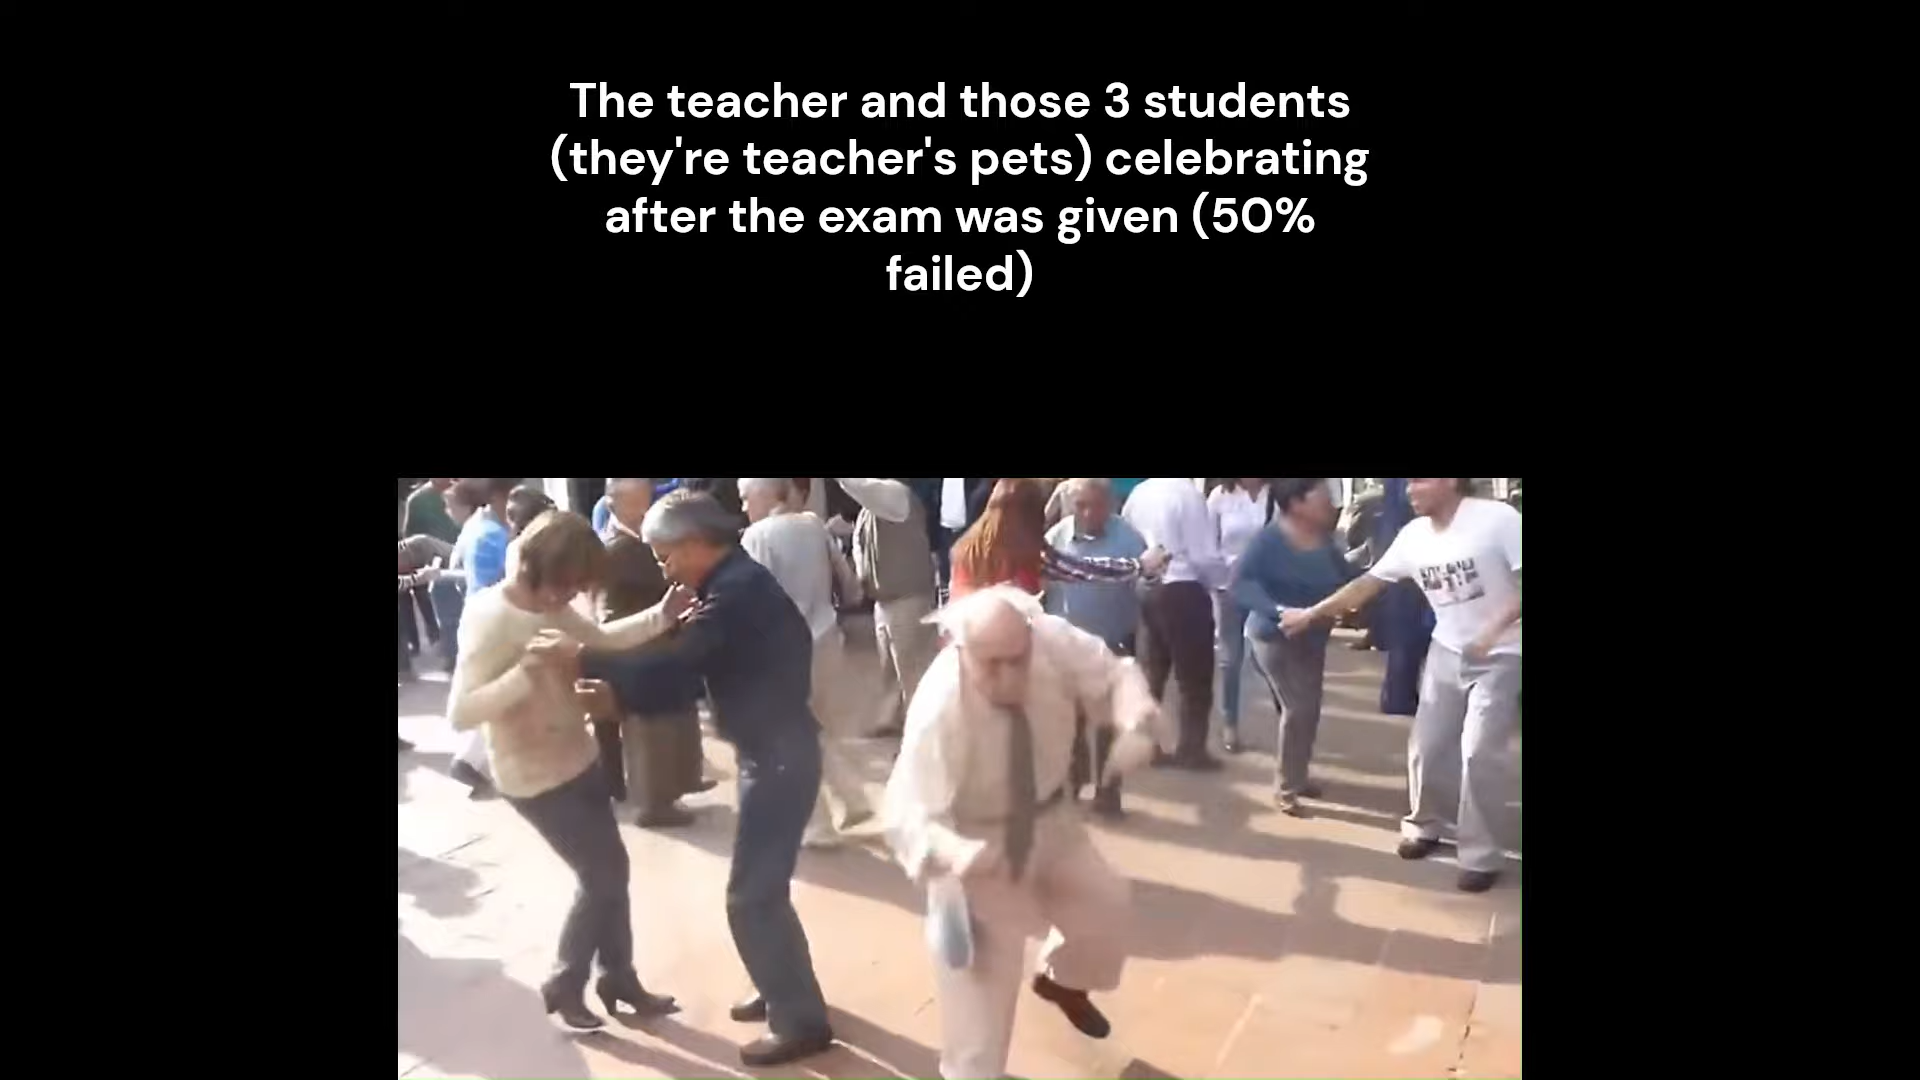 The teacher and those 3 students
(they're teacher's pets) celebrating
after the exam was given (50%
failed)